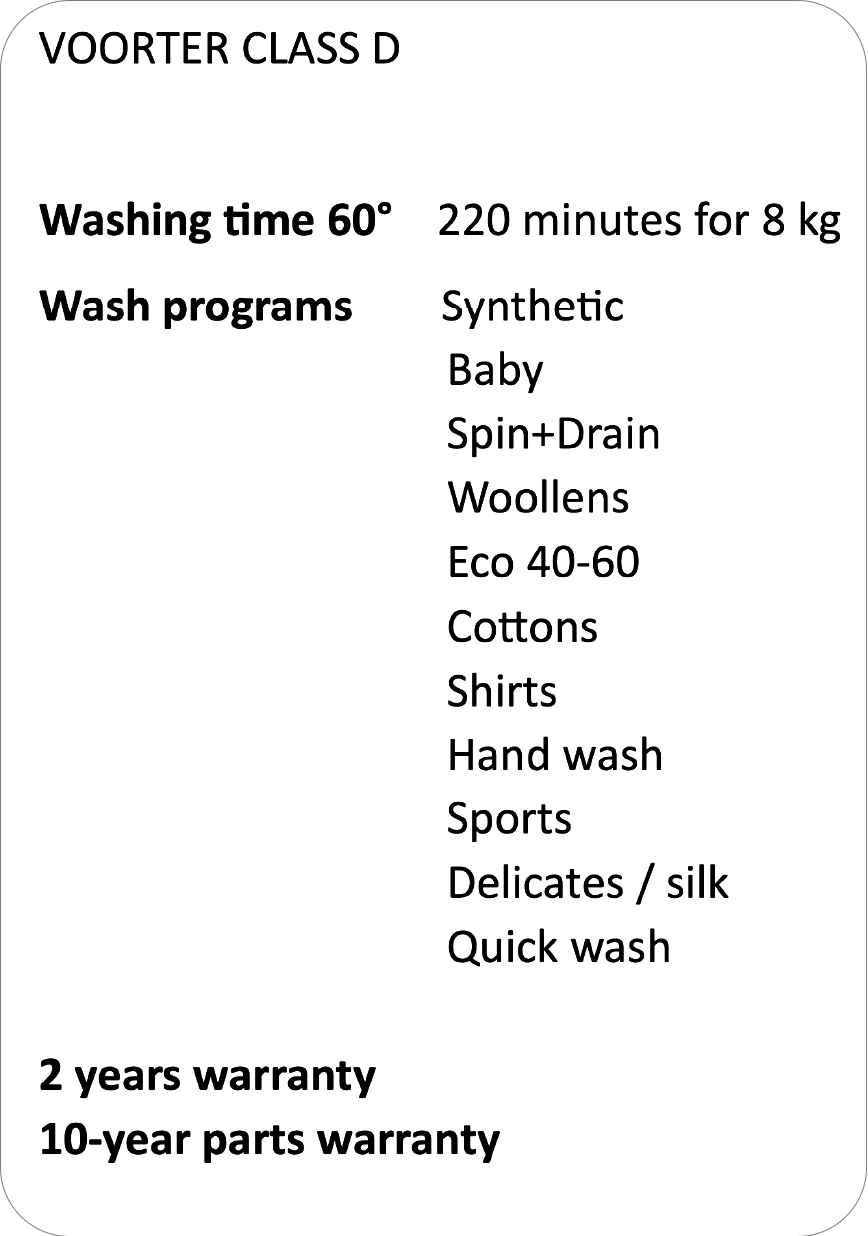 VOORTER CLASS D
Washing time 60° 220 minutes for 8 kg
Wash programs Synthetic
Baby
Spin+Drain
Woollens
Eco 40-60
Cottons
Shirts
Hand wash
Sports
Delicates / silk
Quick wash
2 years warranty
10-year parts warranty